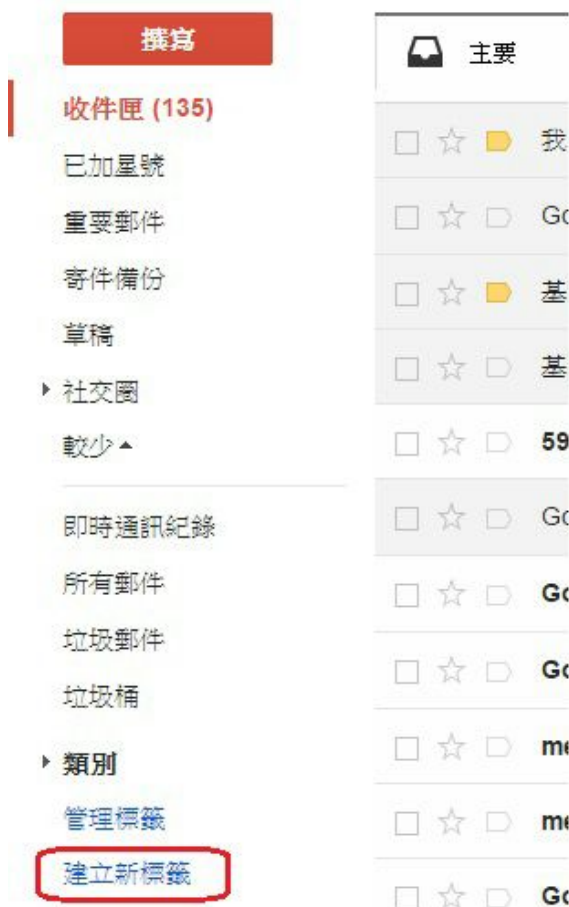 撰寫
收件匣 (135)
已加星號
重要郵件
寄件備份
草稿
社交圈
較少
即時通訊紀錄
所有郵件
垃圾郵件
垃圾桶
類別
管理標籤
建立新標籤
主要
我
Go
基
基
59
Go
Go
Go
me
me
Go